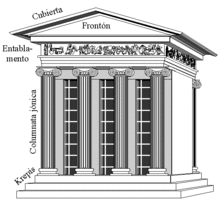 Cubierta
Frontón
Entabla-
mento
Columnata jónica
Krepis